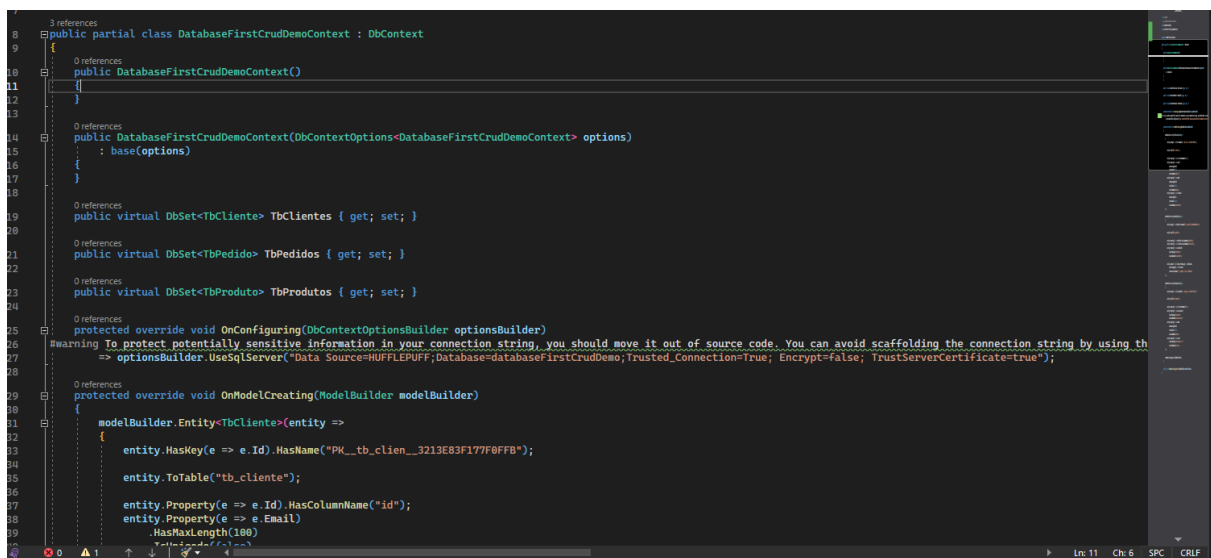 3 references
8 public partial class DatabaseFirstCrudDemoContext : DbContext
9 {
0 references
10 public DatabaseFirstCrudDemoContext()
11 {
12 }
13
0 references
14 public DatabaseFirstCrudDemoContext(DbContextOptions<DatabaseFirstCrudDemoContext> options)
15 : base(options)
16 {
17 }
18
0 references
19 public virtual DbSet<TbCliente> TbClientes { get; set; }
20
0 references
21 public virtual DbSet<TbPedido> TbPedidos { get; set; }
22
0 references
23 public virtual DbSet<TbProduto> TbProdutos { get; set; }
24
0 references
25 protected override void OnConfiguring(DbContextOptionsBuilder optionsBuilder)
26 #warning To protect potentially sensitive information in your connection string, you should move it out of source code. You can avoid scaffolding the connection string by using th
27 => optionsBuilder.UseSqlServer("Data Source=HUFFLEPUFF;Database=databaseFirstCrudDemo;Trusted_Connection=True; Encrypt=false; TrustServerCertificate=true");
28
0 references
29 protected override void OnModelCreating(ModelBuilder modelBuilder)
30 {
31 modelBuilder.Entity<TbCliente>(entity =>
32 {
33 entity.HasKey(e => e.Id).HasName("PK__tb_clien__3213E83F177F0FFB");
34
35 entity.ToTable("tb_cliente");
36
37 entity.Property(e => e.Id).HasColumnName("id");
38 entity.Property(e => e.Email)
39 .HasMaxLength(100)
.IsUnicode(false)
0 1 Ln: 11 Ch: 6 SPC CRLF